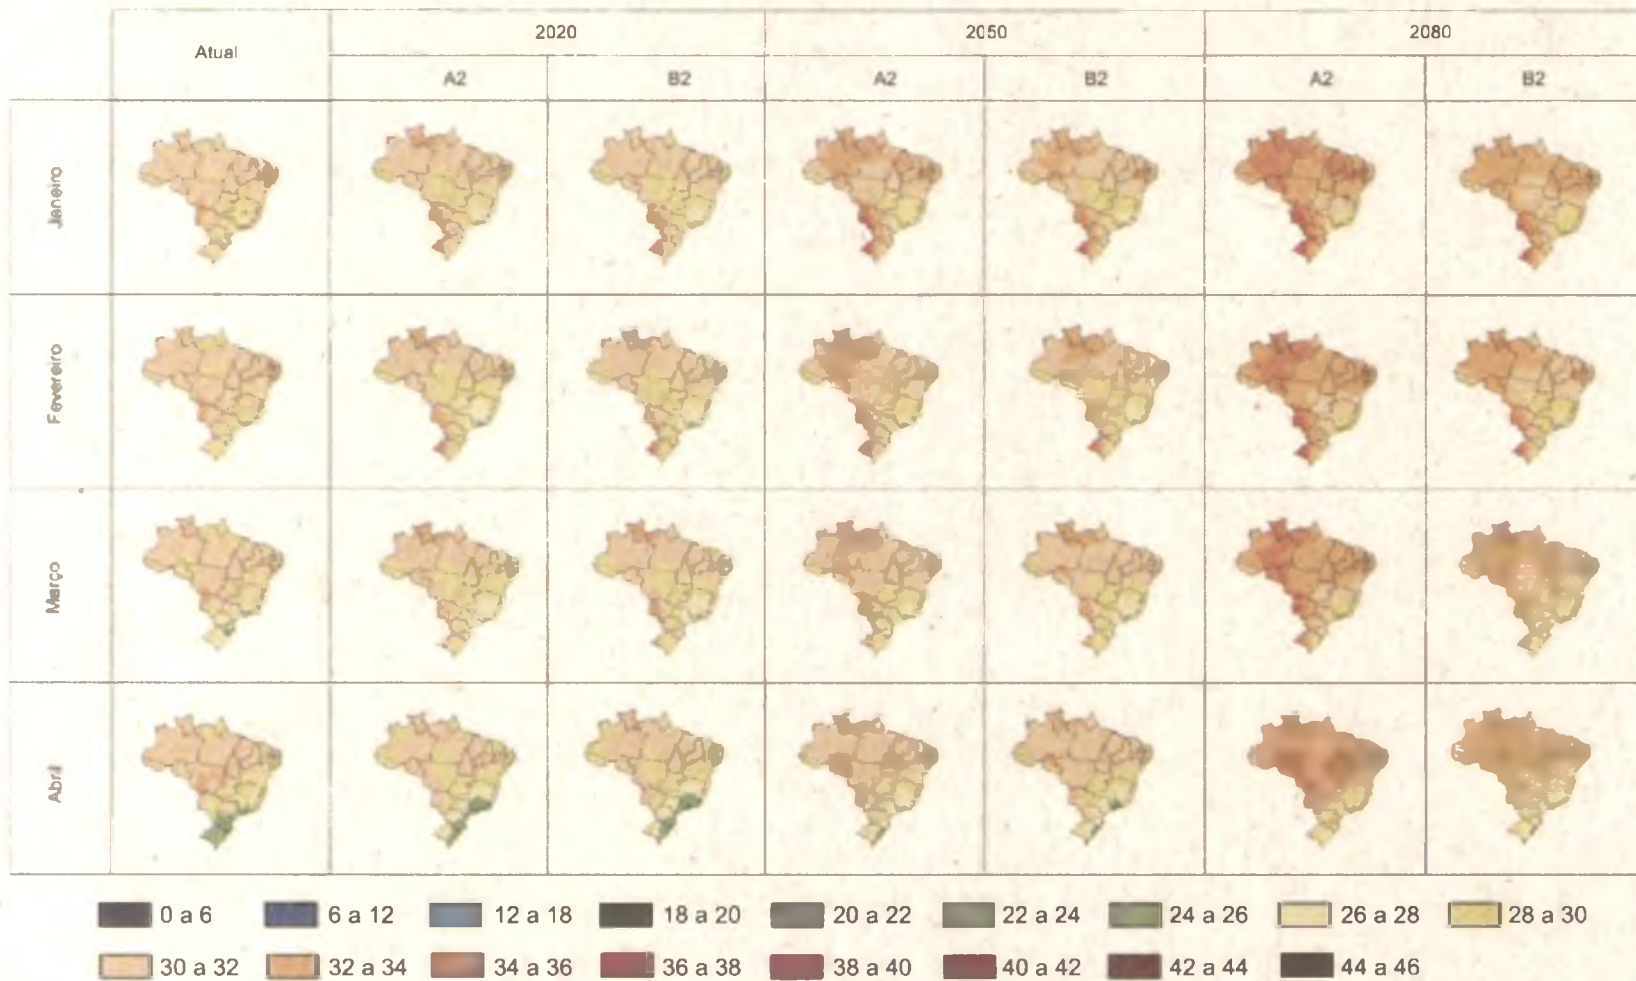 Atual
2020
2050
2080
A2
B2
A2
B2
A2
B2
Janeiro
Fevereiro
Março
Abril
0 a 6
6 a 12
12 a 18
18 a 20
20 a 22
22 a 24
24 a 26
26 a 28
28 a 30
30 a 32
32 a 34
34 a 36
36 a 38
38 a 40
40 a 42
42 a 44
44 a 46